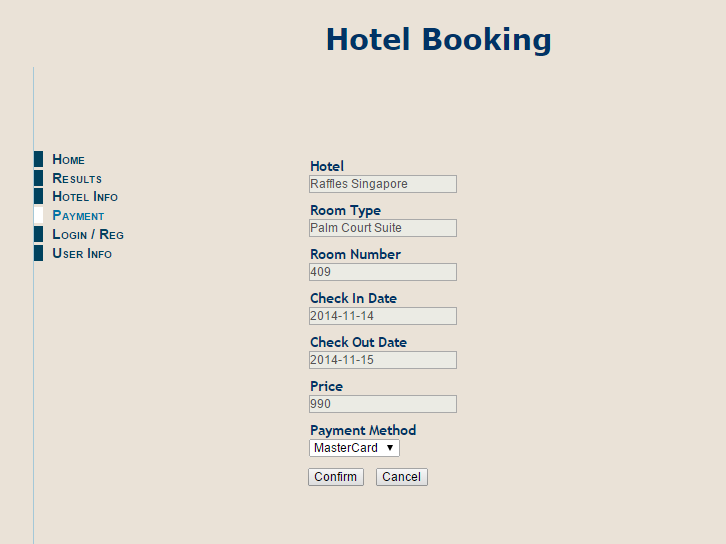 Hotel Booking
Home
Results
Hotel Info
Payment
Login / Reg
User Info
Hotel
Raffles Singapore
Room Type
Palm Court Suite
Room Number
409
Check In Date
2014-11-14
Check Out Date
2014-11-15
Price
990
Payment Method
MasterCard
Confirm Cancel